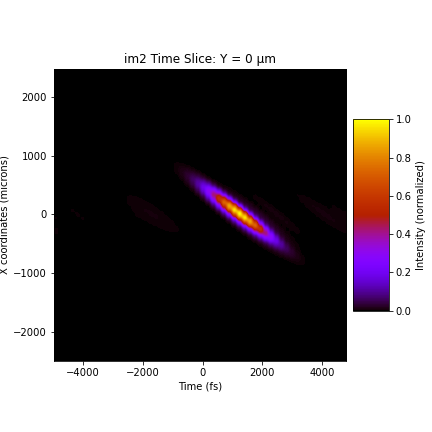 im2 Time Slice: Y = 0 μm
2000
1000
0
−1000
−2000
X coordinates (microns)
−4000 −2000 0 2000 4000
Time (fs)
1.0
0.8
0.6
0.4
0.2
0.0
Intensity (normalized)